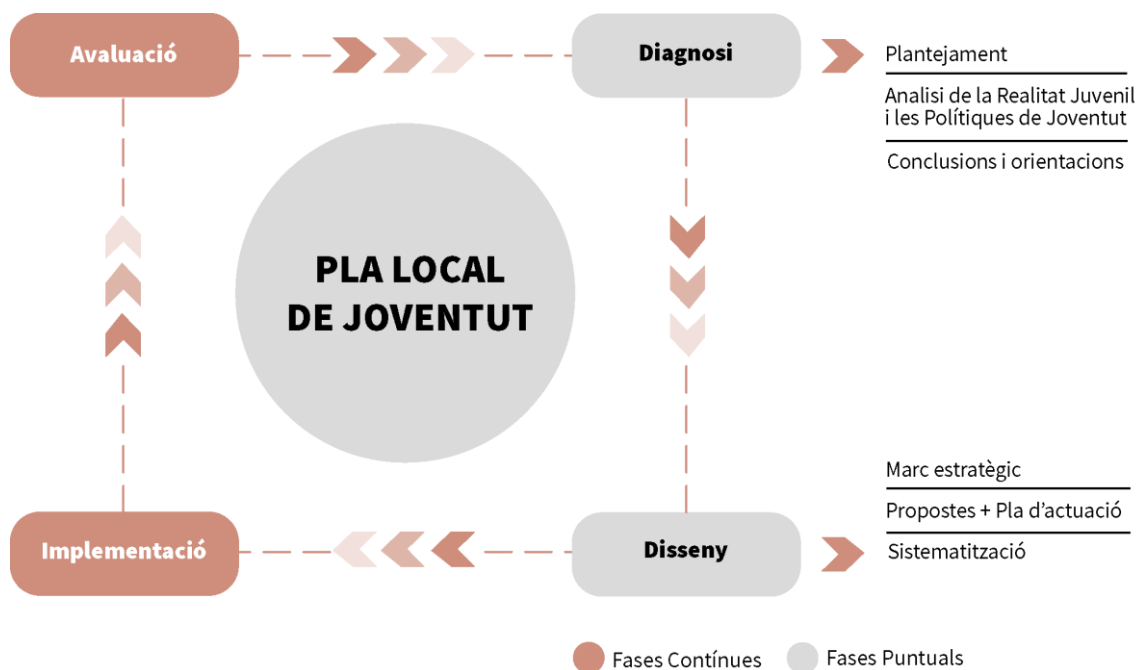 Avaluació
Diagnosi
Plantejament
Analisi de la Realitat Juvenil
i les Polítiques de Joventut
Conclusions i orientacions
PLA LOCAL
DE JOVENTUT
Implementació
Disseny
Marc estratègic
Propostes + Pla d'actuació
Sistematització
Fases Contínues
Fases Puntuals